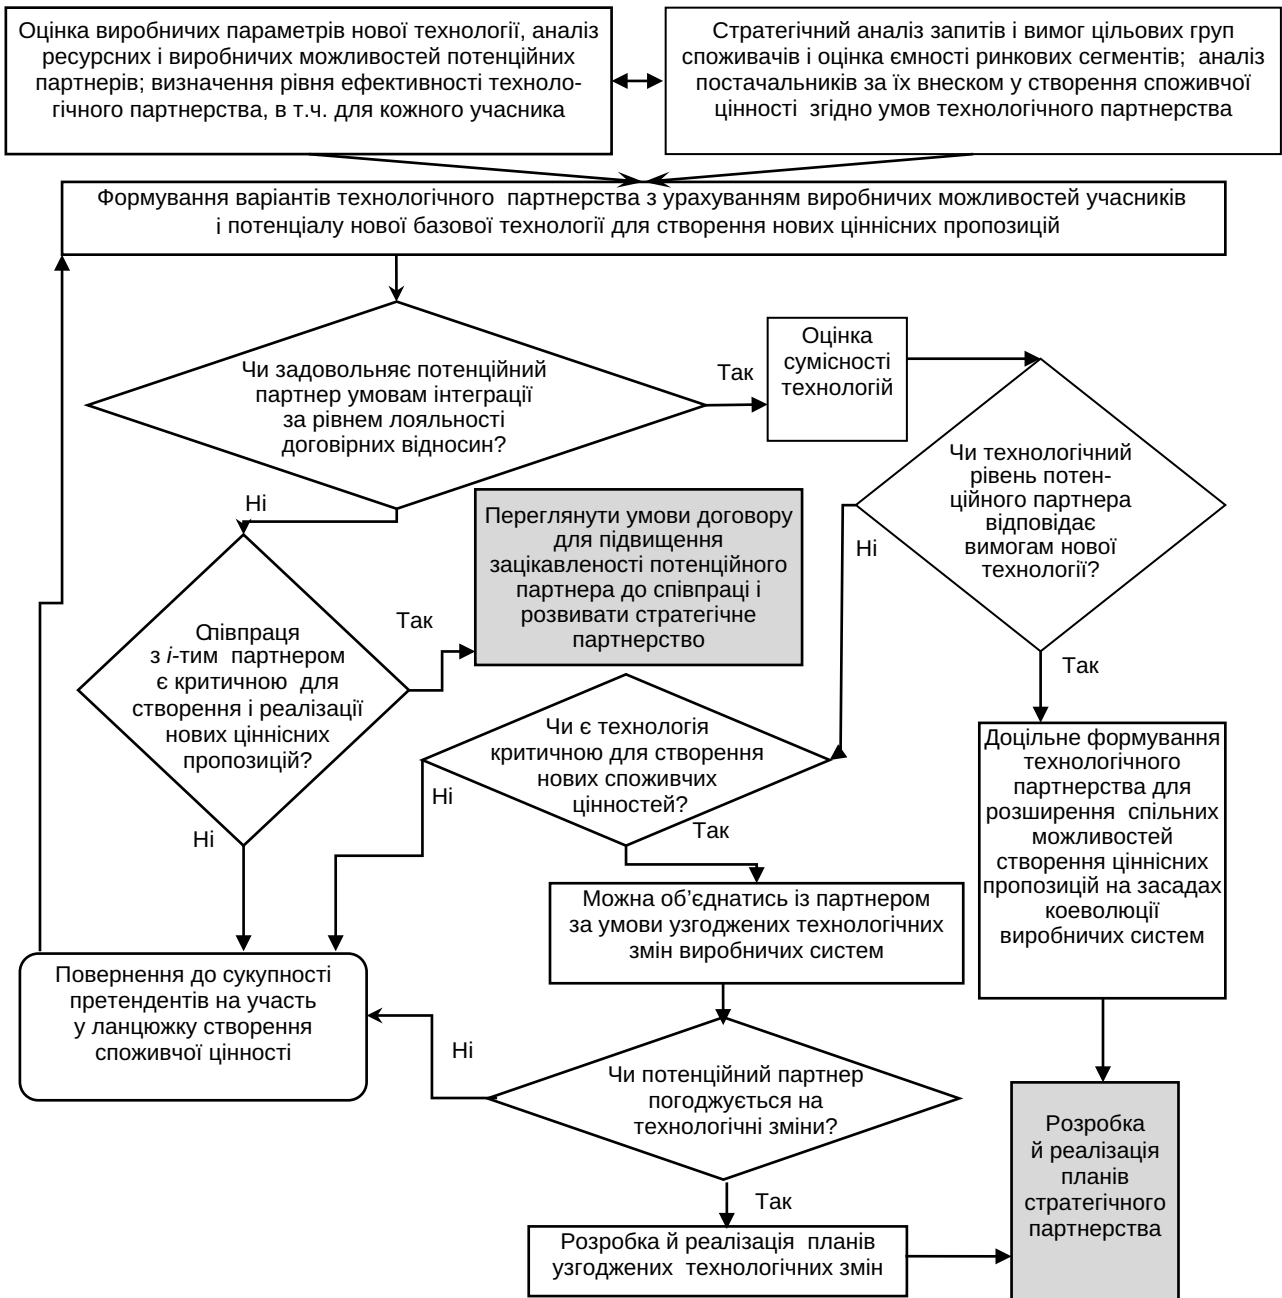 Оцінка виробничих параметрів нової технології, аналіз
ресурсних і виробничих можливостей потенційних
партнерів; визначення рівня ефективності техноло-
гічного партнерства, в т.ч. для кожного учасника
Стратегічний аналіз запитів і вимог цільових груп
споживачів і оцінка ємності ринкових сегментів; аналіз
постачальників за їх внеском у створення споживчої
цінності згідно умов технологічного партнерства
Формування варіантів технологічного партнерства з урахуванням виробничих можливостей учасників
і потенціалу нової базової технології для створення нових ціннісних пропозицій
Чи задовольняє потенційний
партнер умовам інтеграції
за рівнем лояльності
договірних відносин?
Так
Оцінка
сумісності
технологій
Чи технологічний
рівень потен-
ційного партнера
відповідає
вимогам нової
технології?
Ні
Ні
Переглянути умови договору
для підвищення
зацікавленості потенційного
партнера до співпраці і
розвивати стратегічне
партнерство
Так
Співпраця
з і-тим партнером
є критичною для
створення і реалізації
нових ціннісних
пропозицій?
Так
Чи є технологія
критичною для створення
нових споживчих
цінностей?
Ні
Ні
Так
Доцільне формування
технологічного
партнерства для
розширення спільних
можливостей
створення ціннісних
пропозицій на засадах
коеволюції
виробничих систем
Можна об’єднатись із партнером
за умови узгоджених технологічних
змін виробничих систем
Повернення до сукупності
претендентів на участь
у ланцюжку створення
споживчої цінності
Ні
Чи потенційний партнер
погоджується на
технологічні зміни?
Так
Розробка й реалізація планів
узгоджених технологічних змін
Розробка
й реалізація
планів
стратегічного
партнерства